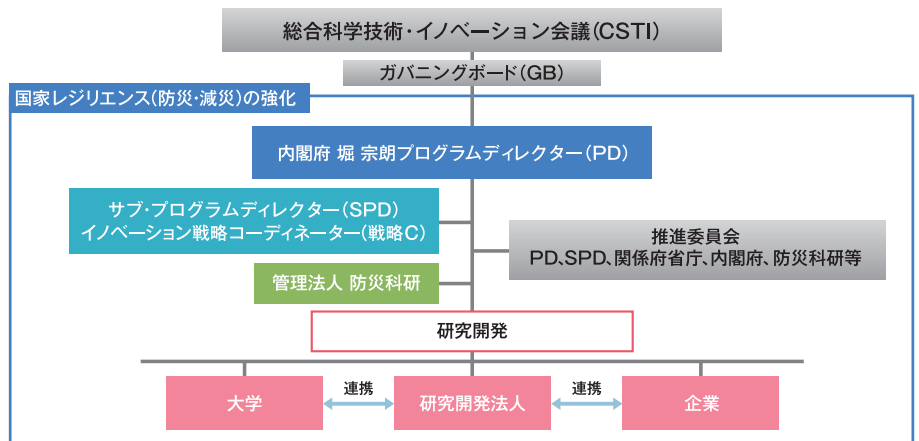 総合科学技術・イノベーション会議（CSTI）
ガバニングボード（GB）
国家レジリエンス（防災・減災）の強化
内閣府 堀 宗朗プログラムディレクター（PD）
サブ・プログラムディレクター（SPD）
イノベーション戦略コーディネーター（戦略C）
推進委員会
PD、SPD、関係府省庁、内閣府、防災科研等
管理法人 防災科研
研究開発
大学
連携
研究開発法人
連携
企業